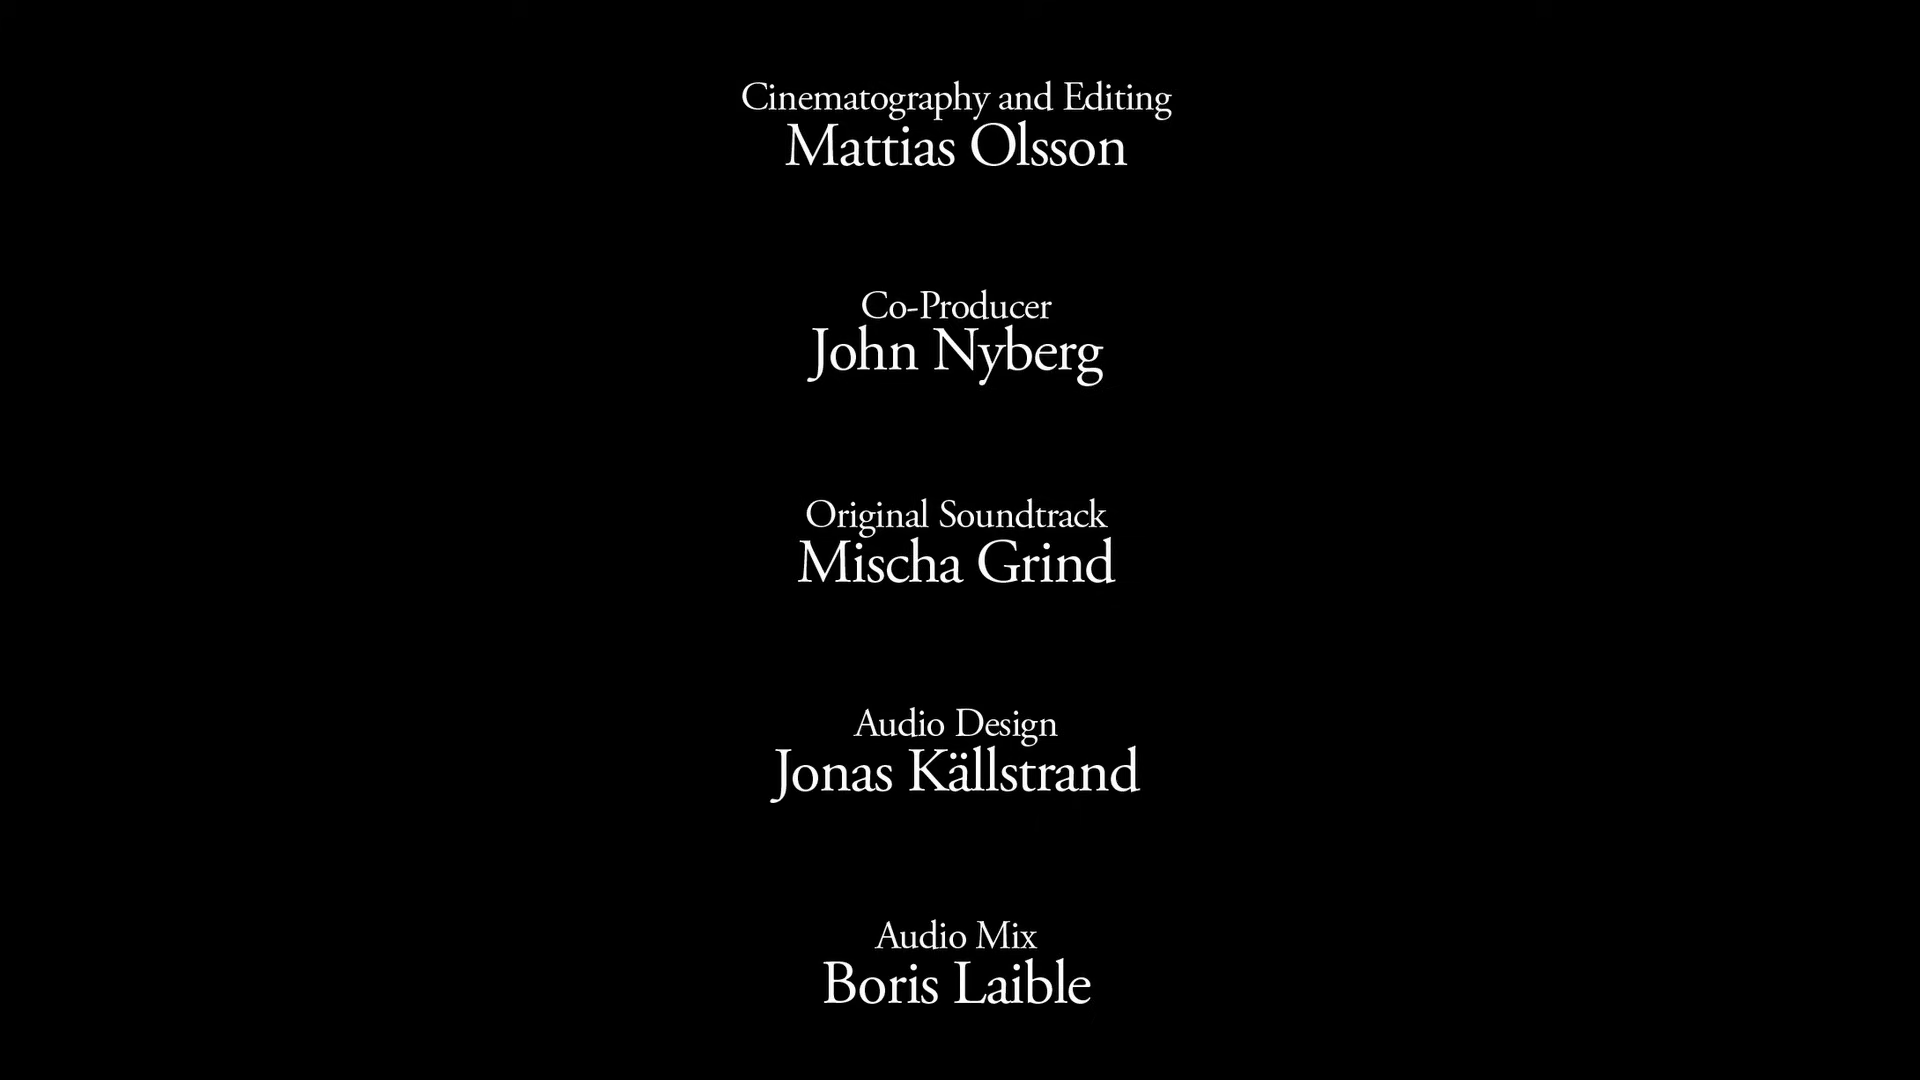 Cinematography and Editing
Mattias Olsson
Co-Producer
John Nyberg
Original Soundtrack
Mischa Grind
Audio Design
Jonas Källstrand
Audio Mix
Boris Laible